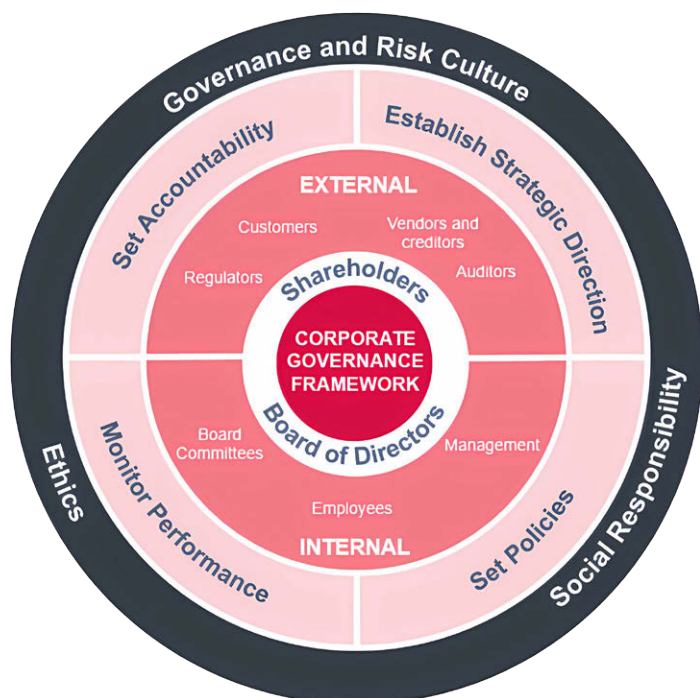 Governance and Risk Culture
Set Accountability
Establish Strategic Direction
EXTERNAL
Customers
Vendors and
creditors
Regulators
Auditors
Shareholders
CORPORATE
GOVERNANCE
FRAMEWORK
Board of Directors
Board
Committees
Management
Employees
INTERNAL
Monitor Performance
Set Policies
Ethics
Social Responsibility